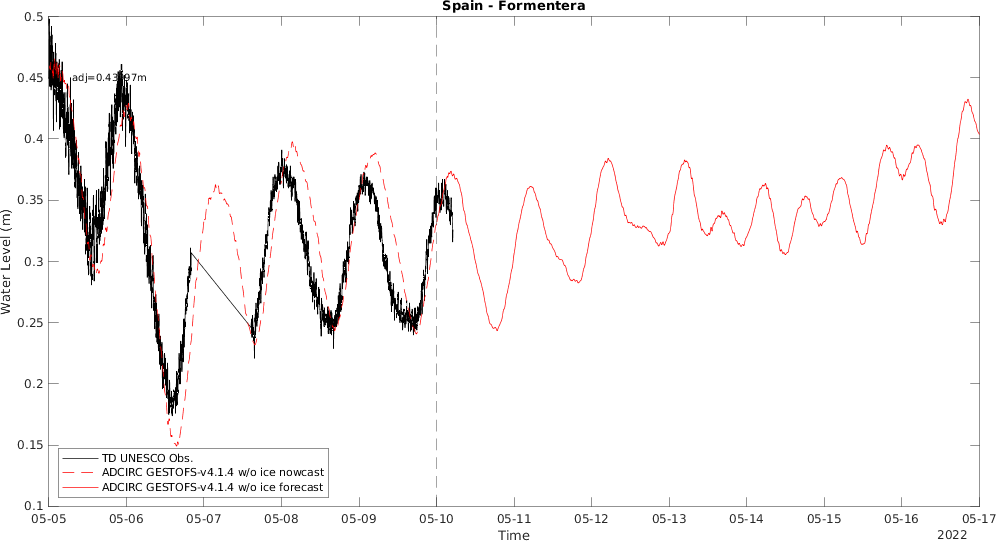 Spain - Formentera
0.5
0.45
0.4
0.35
0.3
0.25
0.2
0.15
0.1
Water Level (m)
TD UNESCO Obs.
ADCIRC GESTOFS-v4.1.4 w/o ice nowcast
ADCIRC GESTOFS-v4.1.4 w/o ice forecast
05-05 05-06 05-07 05-08 05-09 05-10 05-11 05-12 05-13 05-14 05-15 05-16 05-17
Time
2022